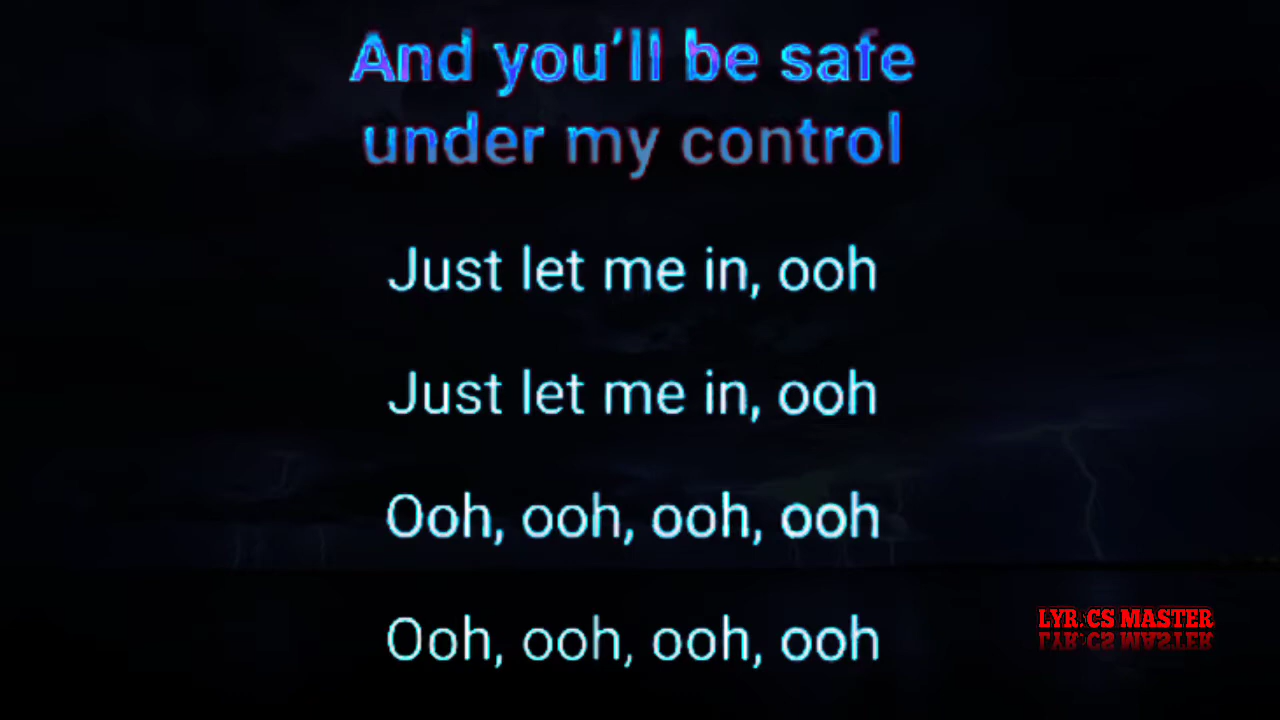 And you'll be safe
under my control
Just let me in, ooh
Just let me in, ooh
Ooh, ooh, ooh, ooh
Ooh, ooh, ooh, ooh
LYRICS MASTER